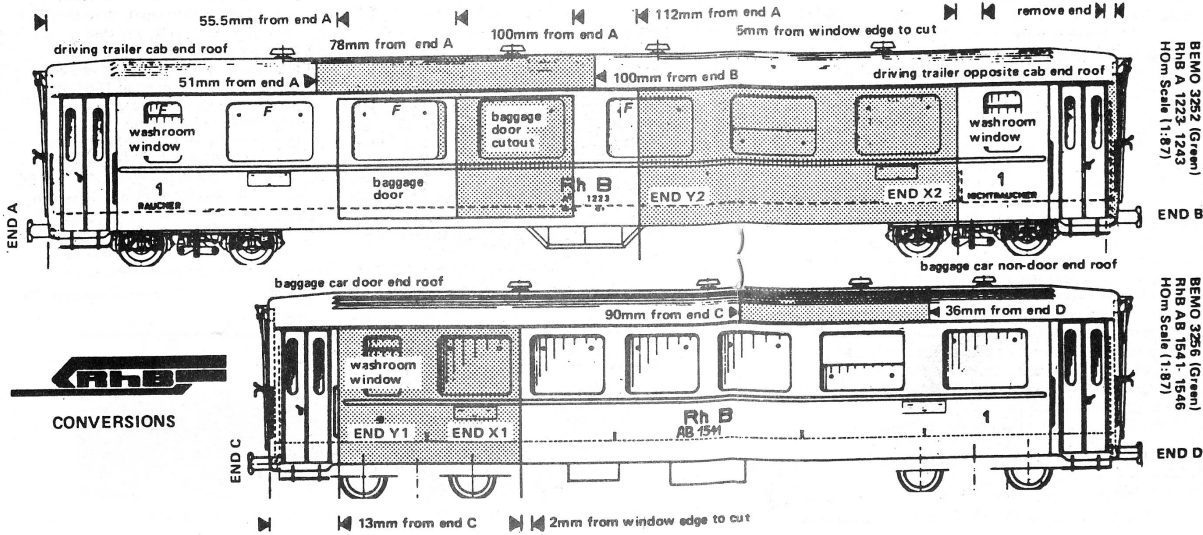 55.5mm from end A
112mm from end A
remove end
100mm from end A
5mm from window edge to cut
78mm from end A
driving trailer cab end roof
51mm from end A
100mm from end B
driving trailer opposite cab end roof
F
F
F
F
washroom
window
baggage
door
cutout
washroom
window
baggage
door
1
RAUCHER
Rh B
1223
END Y2
END X2
1
NICHTRAUCHER
END A
END B
BEMO 3252 (Green)
RhB A 1223- 1243
HOm Scale (1:87)
baggage car door end roof
baggage car non-door end roof
90mm from end C
36mm from end D
washroom
window
RhB
CONVERSIONS
END Y1
END X1
Rh B
AB 1541
1
END C
END D
BEMO 3251 (Green)
RhB AB 1541- 1546
HOm Scale (1:87)
13mm from end C
2mm from window edge to cut